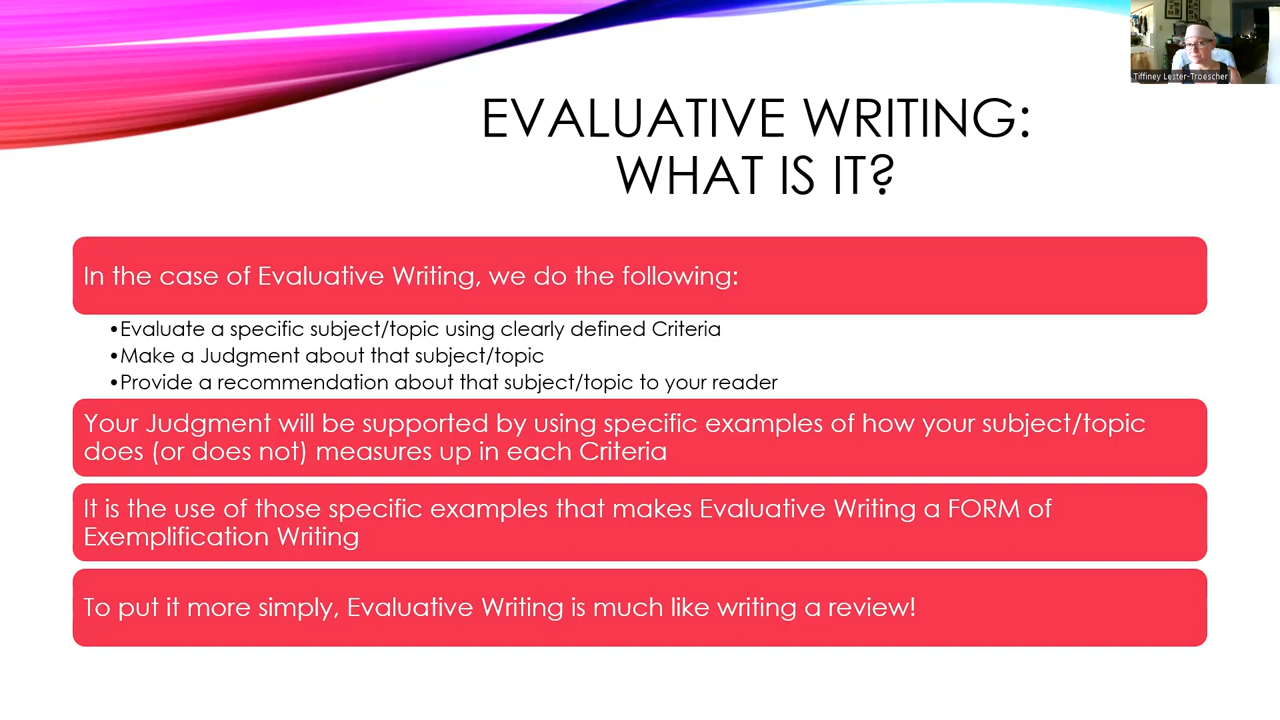 Tiffiney Lester-Troescher
EVALUATIVE WRITING:
WHAT IS IT?
In the case of Evaluative Writing, we do the following:
•Evaluate a specific subject/topic using clearly defined Criteria
•Make a Judgment about that subject/topic
•Provide a recommendation about that subject/topic to your reader
Your Judgment will be supported by using specific examples of how your subject/topic
does (or does not) measures up in each Criteria
It is the use of those specific examples that makes Evaluative Writing a FORM of
Exemplification Writing
To put it more simply, Evaluative Writing is much like writing a review!